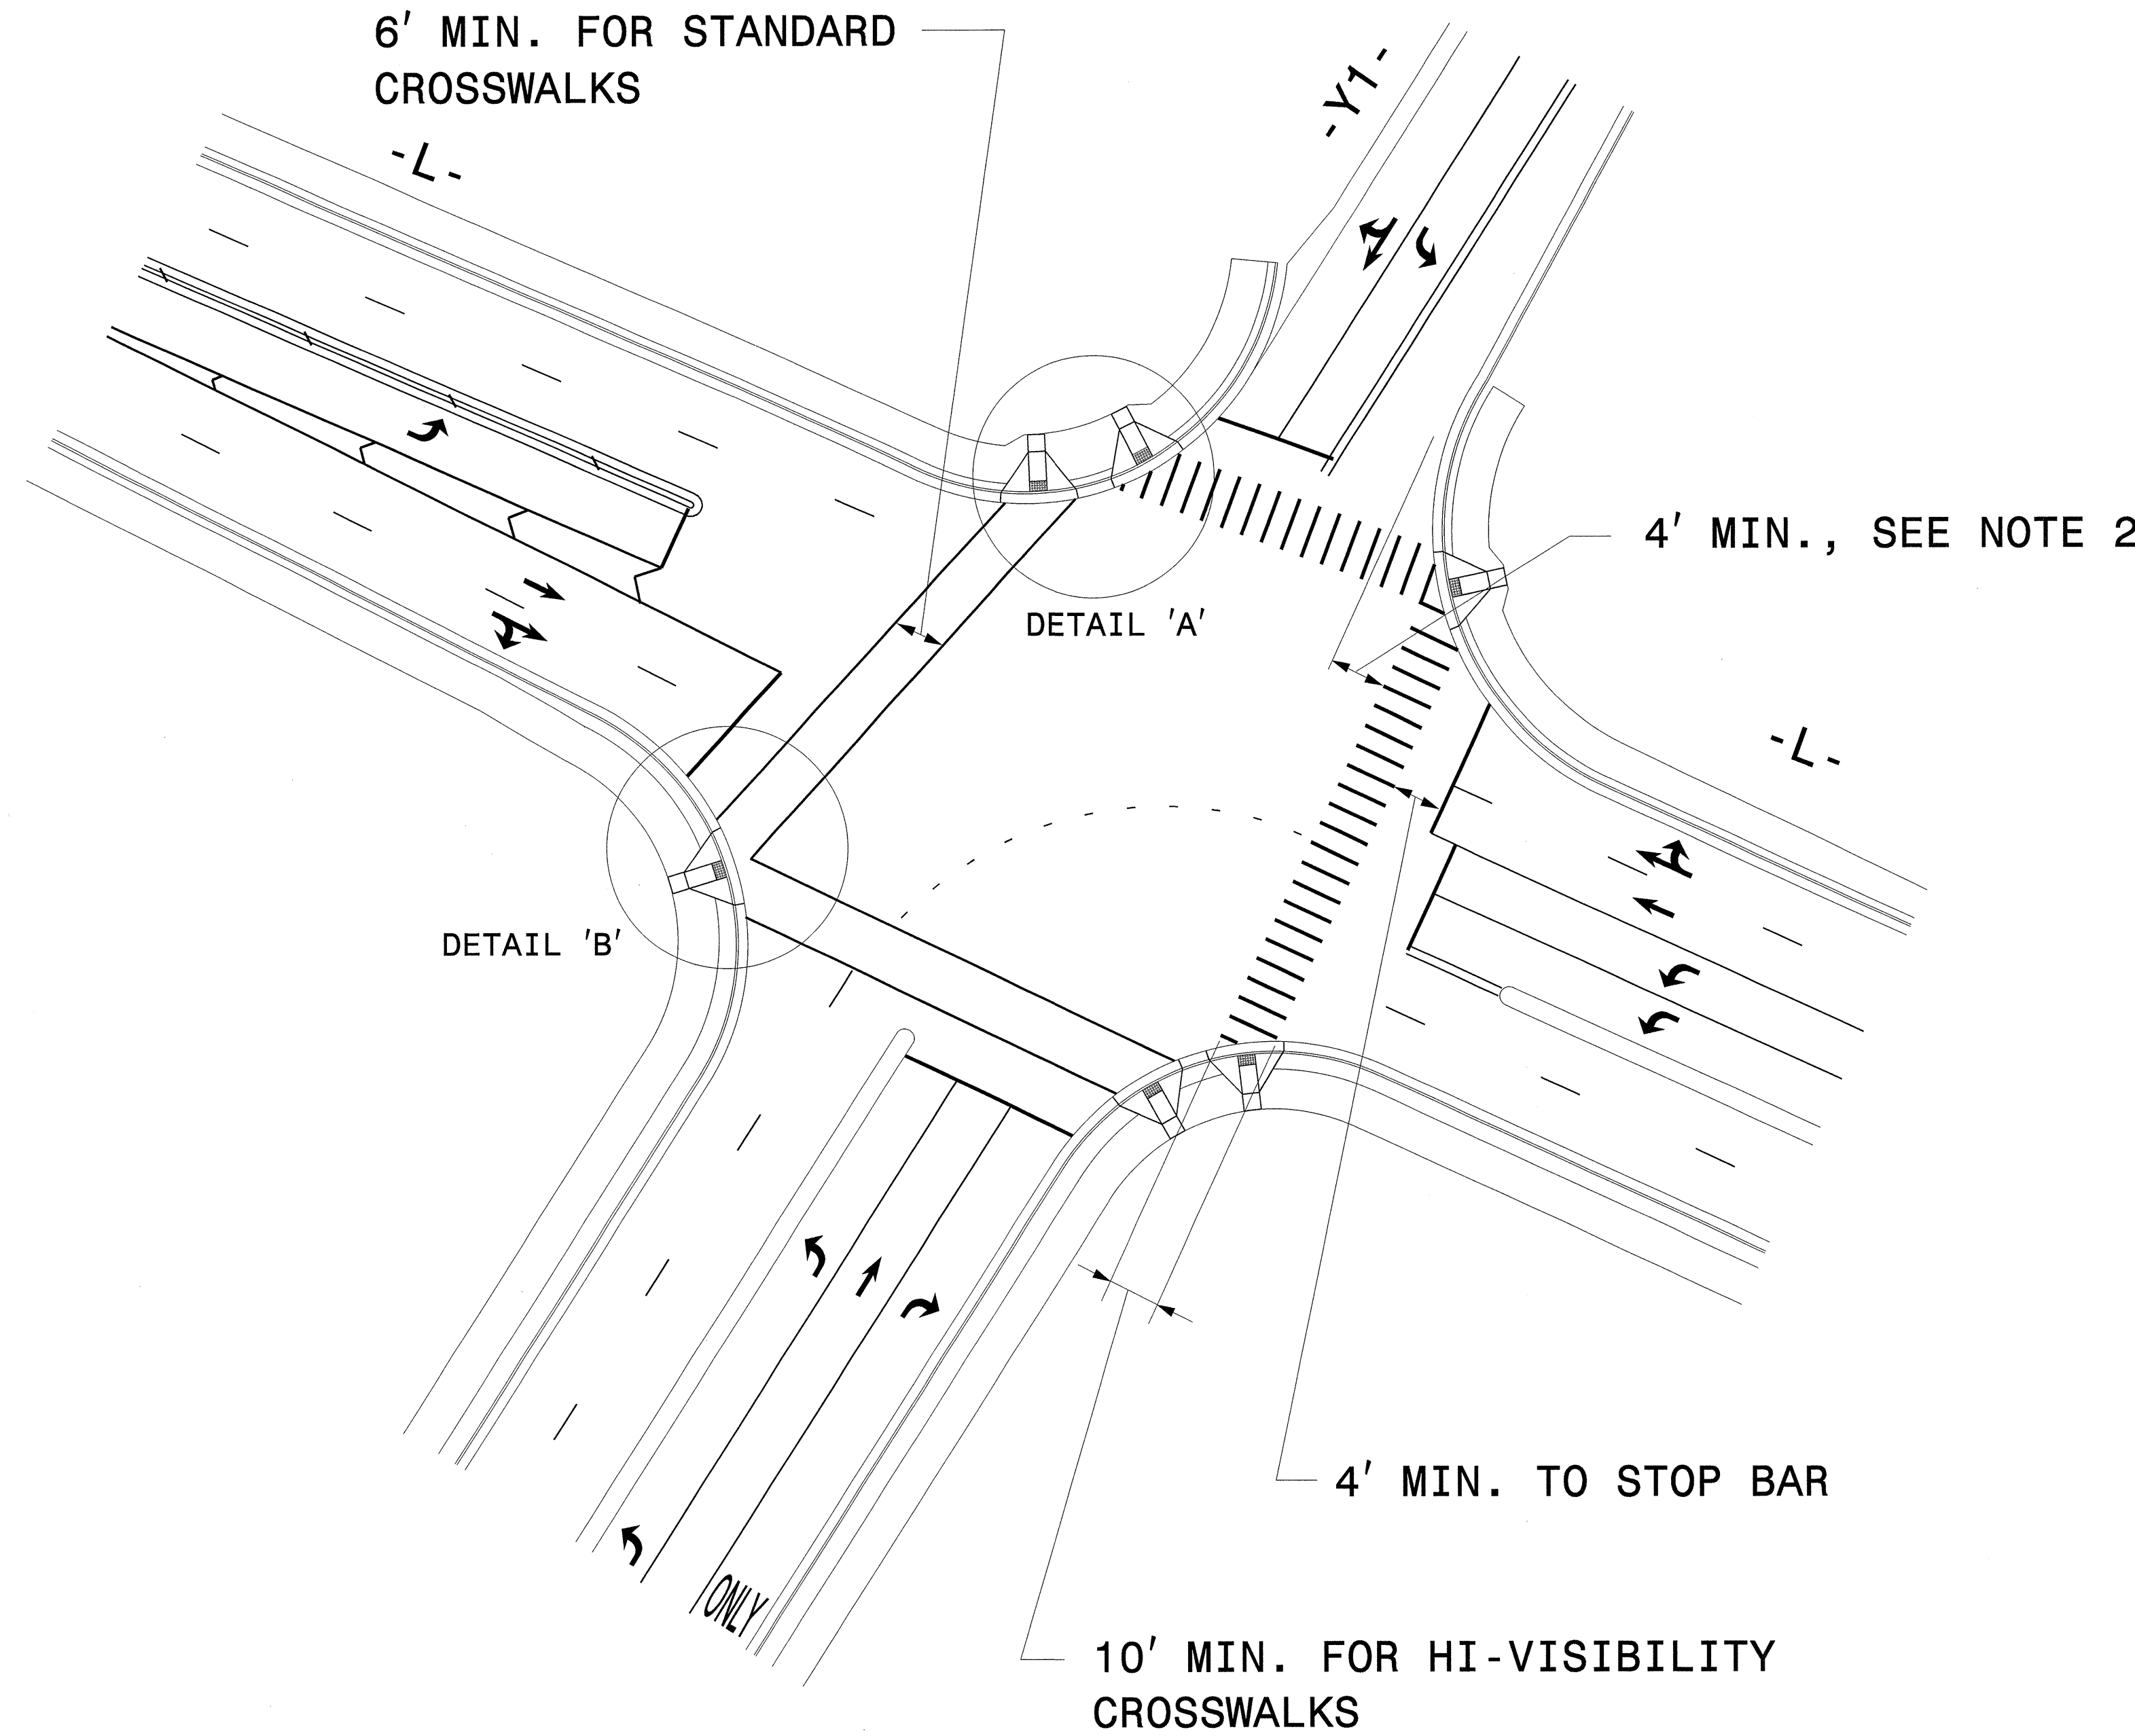 6' MIN. FOR STANDARD
CROSSWALKS
-L-
-Y1-
4' MIN., SEE NOTE 2
DETAIL 'A'
-L-
DETAIL 'B'
4' MIN. TO STOP BAR
ONLY
10' MIN. FOR HI-VISIBILITY
CROSSWALKS